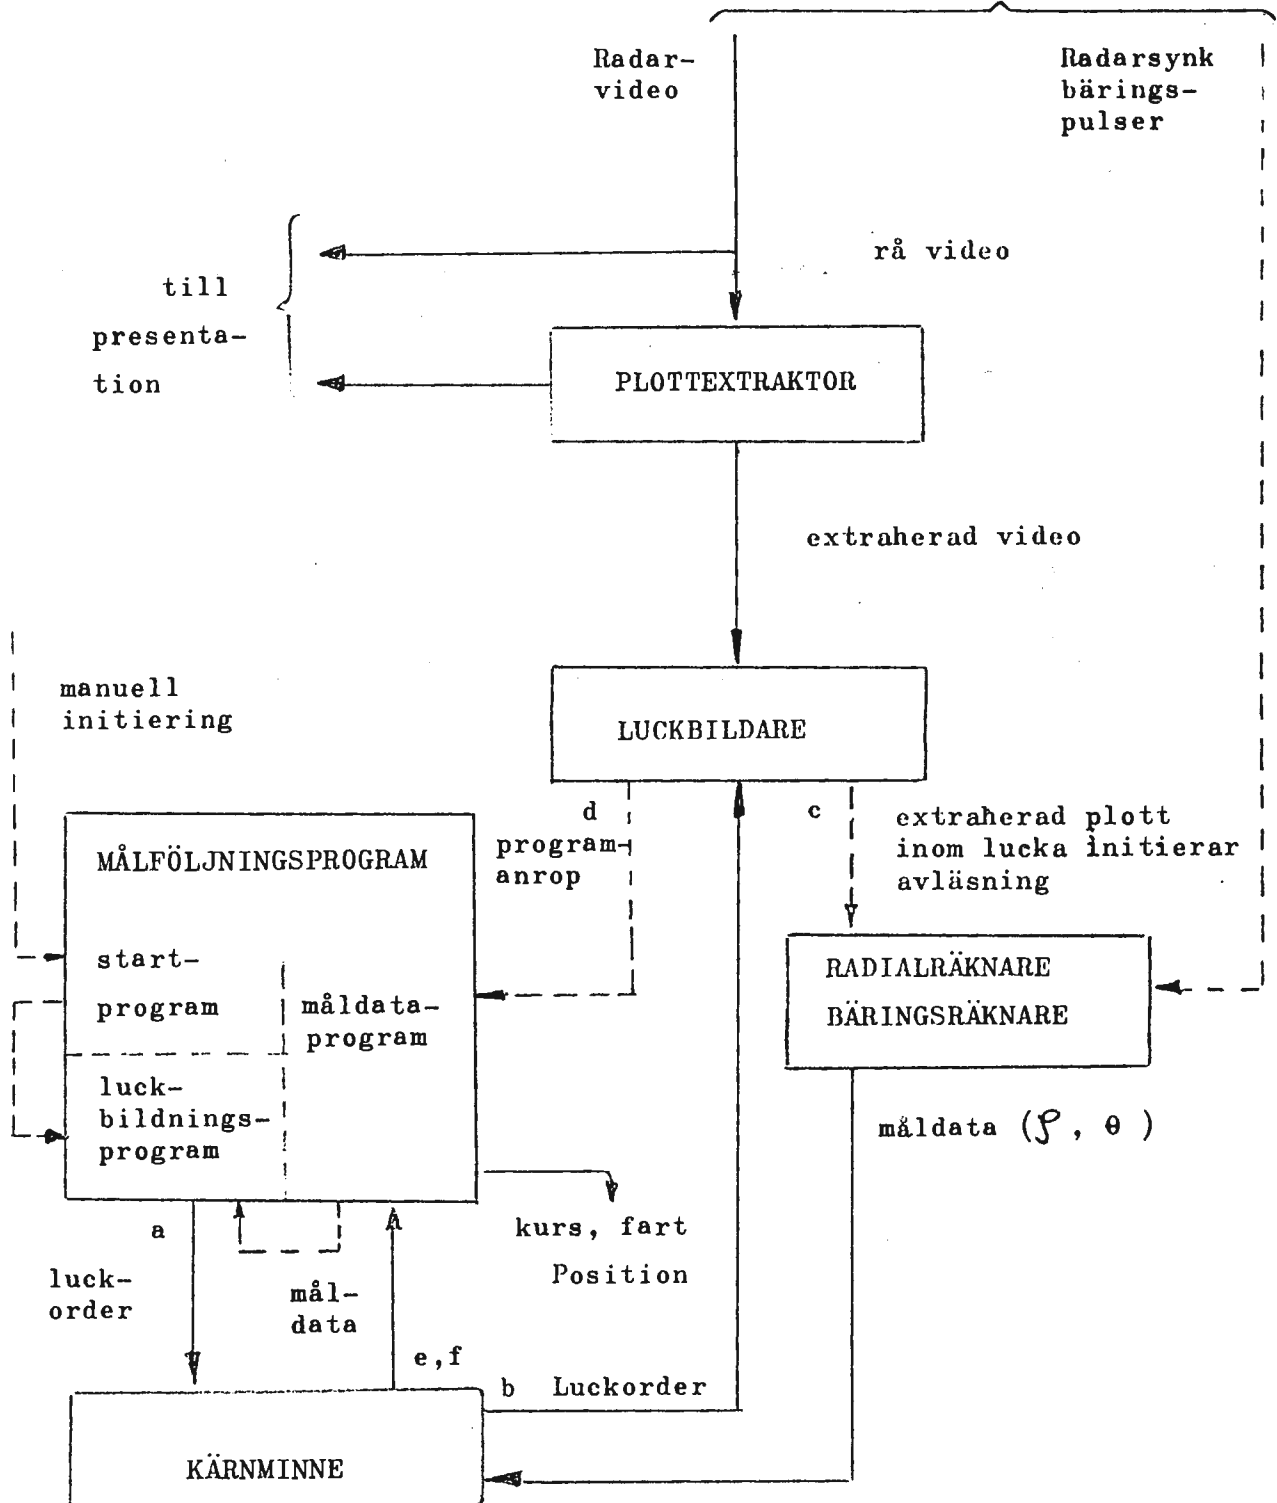 Radar-
video
Radarsynk
bärings-
pulser
rå video
till
presenta-
tion
PLOTTEXTRAKTOR
extraherad video
manuell
initiering
LUCKBILDARE
d
program-
anrop
c
extraherad plott
inom lucka initierar
avläsning
MÅLFÖLJNINGSPROGRAM
start-
program
måldata-
program
luck-
bildnings-
program
RADIALRÄKNARE
BÄRINGSRÄKNARE
måldata (ρ, θ)
a
luck-
order
mål-
data
kurs, fart
Position
e,f
b Luckorder
KÄRNMINNE